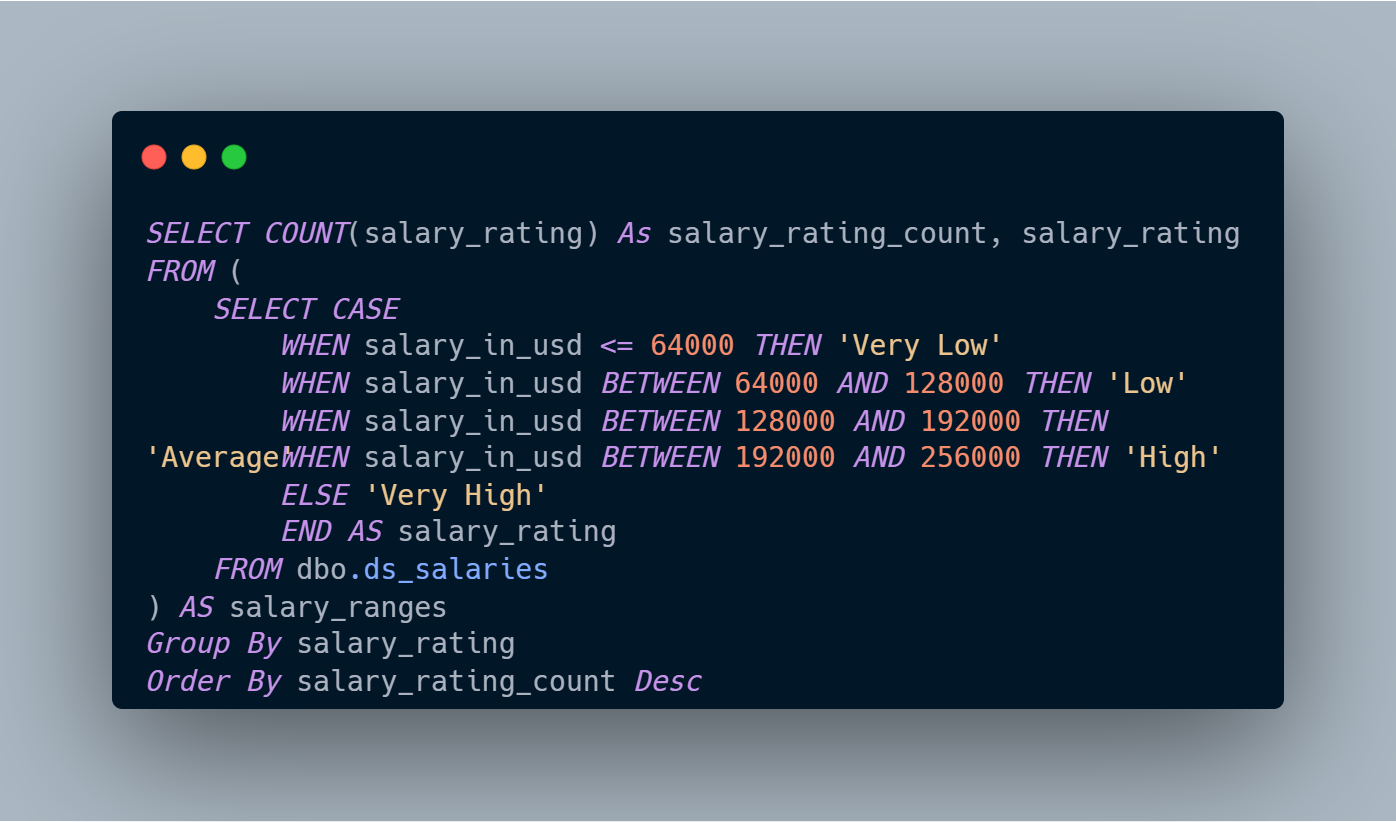 SELECT COUNT(salary_rating) As salary_rating_count, salary_rating
FROM (
    SELECT CASE
        WHEN salary_in_usd <= 64000 THEN 'Very Low'
        WHEN salary_in_usd BETWEEN 64000 AND 128000 THEN 'Low'
        WHEN salary_in_usd BETWEEN 128000 AND 192000 THEN
'Average'
        WHEN salary_in_usd BETWEEN 192000 AND 256000 THEN 'High'
        ELSE 'Very High'
        END AS salary_rating
    FROM dbo.ds_salaries
) AS salary_ranges
Group By salary_rating
Order By salary_rating_count Desc